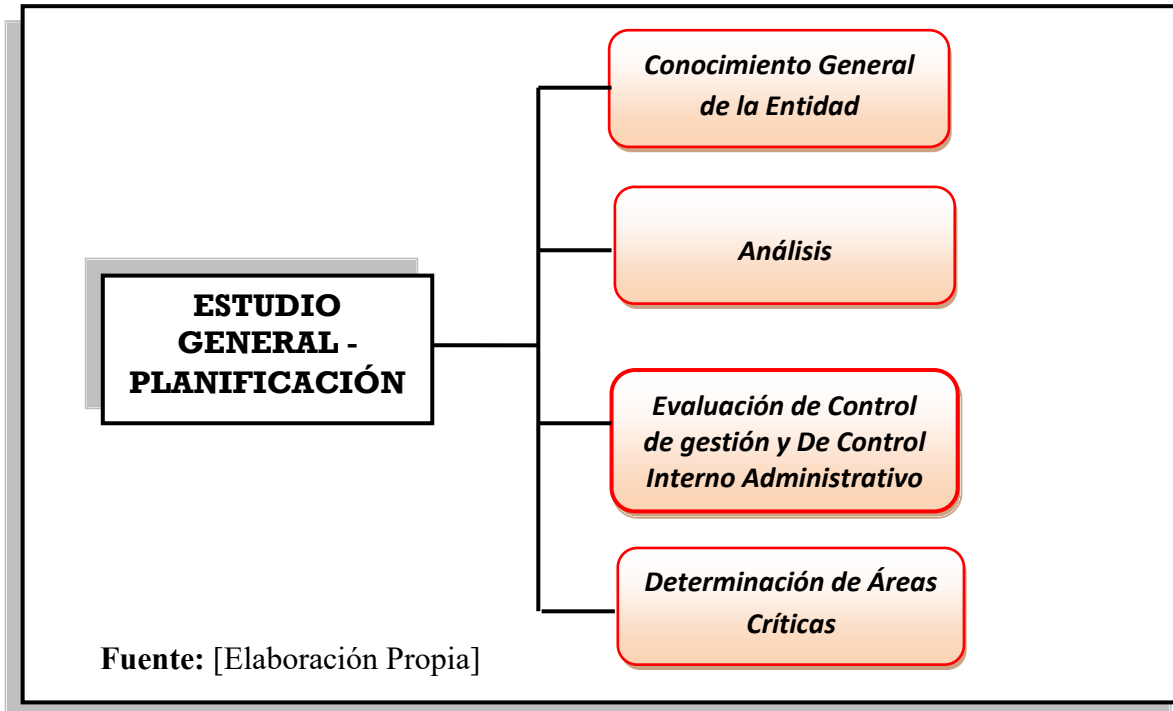 Conocimiento General
de la Entidad
Análisis
ESTUDIO
GENERAL -
PLANIFICACIÓN
Evaluación de Control
de gestión y De Control
Interno Administrativo
Determinación de Áreas
Críticas
Fuente: [Elaboración Propia]